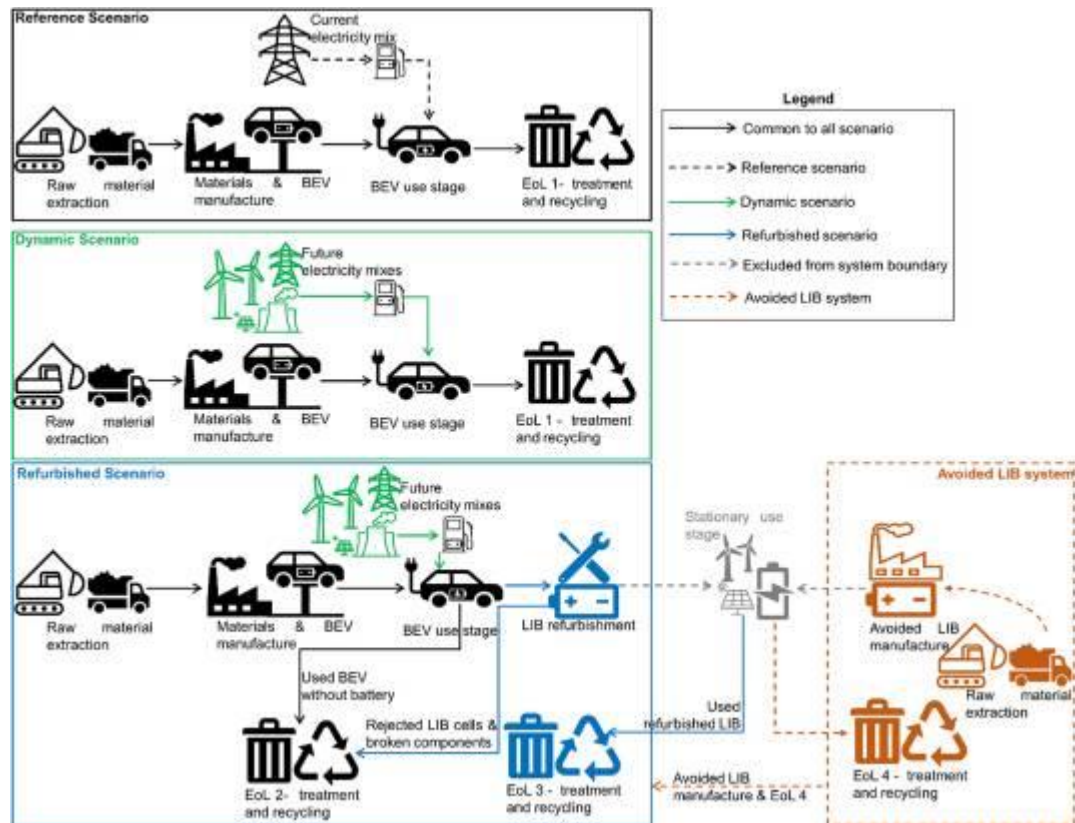 Reference Scenario
Current
electricity mix
Raw material
extraction
Materials & BEV
manufacture
BEV use stage
EoL 1- treatment
and recycling
Legend
Common to all scenario
Reference scenario
Dynamic scenario
Refurbished scenario
Excluded from system boundary
Avoided LIB system
Dynamic Scenario
Future
electricity mixes
Raw material
extraction
Materials & BEV
manufacture
BEV use stage
EoL 1 - treatment
and recycling
Refurbished Scenario
Future
electricity mixes
Raw material
extraction
Materials & BEV
manufacture
BEV use stage
LIB refurbishment
Used BEV
without battery
Rejected LIB cells &
broken components
EoL 2- treatment
and recycling
EoL 3 - treatment
and recycling
Stationary use
stage
Used
refurbished LIB
Avoided LIB system
Avoided LIB
manufacture
Raw material
extraction
EoL 4 - treatment
and recycling
Avoided LIB
manufacture & EoL 4